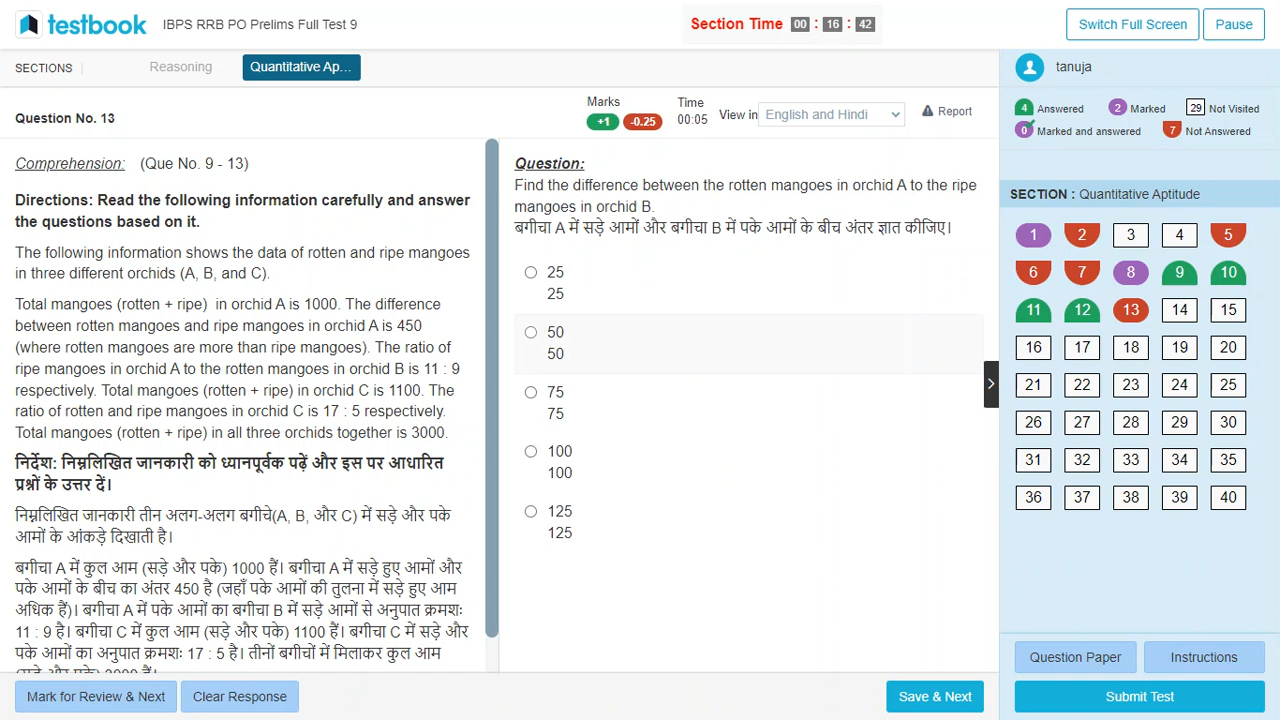 testbook
IBPS RRB PO Prelims Full Test 9
Section Time 00 : 16 : 42
Switch Full Screen
Pause
SECTIONS
Reasoning
Quantitative Ap...
tanuja
Question No. 13
Marks
+1
-0.25
Time
00:05
View in
English and Hindi
Report
4 Answered
2 Marked
29 Not Visited
0 Marked and answered
7 Not Answered
Comprehension: (Que No. 9 - 13)
Directions: Read the following information carefully and answer
the questions based on it.
The following information shows the data of rotten and ripe mangoes
in three different orchids (A, B, and C).
Total mangoes (rotten + ripe) in orchid A is 1000. The difference
between rotten mangoes and ripe mangoes in orchid A is 450
(where rotten mangoes are more than ripe mangoes). The ratio of
ripe mangoes in orchid A to the rotten mangoes in orchid B is 11 : 9
respectively. Total mangoes (rotten + ripe) in orchid C is 1100. The
ratio of rotten and ripe mangoes in orchid C is 17 : 5 respectively.
Total mangoes (rotten + ripe) in all three orchids together is 3000.
निर्देश: निम्नलिखित जानकारी को ध्यानपूर्वक पढ़ें और इस पर आधारित
प्रश्नों के उत्तर दें।
निम्नलिखित जानकारी तीन अलग-अलग बगीचे(A, B, और C) में सड़े और पके
आमों के आंकड़े दिखाती है।
बगीचा A में कुल आम (सड़े और पके) 1000 हैं। बगीचा A में सड़े हुए आमों और
पके आमों के बीच का अंतर 450 है (जहाँ पके आमों की तुलना में सड़े हुए आम
अधिक हैं)। बगीचा A में पके आमों का बगीचा B में सड़े आमों से अनुपात क्रमशः
11 : 9 है। बगीचा C में कुल आम (सड़े और पके) 1100 हैं। बगीचा C में सड़े और
पके आमों का अनुपात क्रमशः 17 : 5 है। तीनों बगीचों में मिलाकर कुल आम
(सड़े और पके) 3000 हैं।
Question:
Find the difference between the rotten mangoes in orchid A to the ripe
mangoes in orchid B.
बगीचा A में सड़े आमों और बगीचा B में पके आमों के बीच अंतर ज्ञात कीजिए।
25
25
50
50
75
75
100
100
125
125
SECTION : Quantitative Aptitude
1 2 3 4 5
6 7 8 9 10
11 12 13 14 15
16 17 18 19 20
21 22 23 24 25
26 27 28 29 30
31 32 33 34 35
36 37 38 39 40
Question Paper
Instructions
Mark for Review & Next
Clear Response
Save & Next
Submit Test